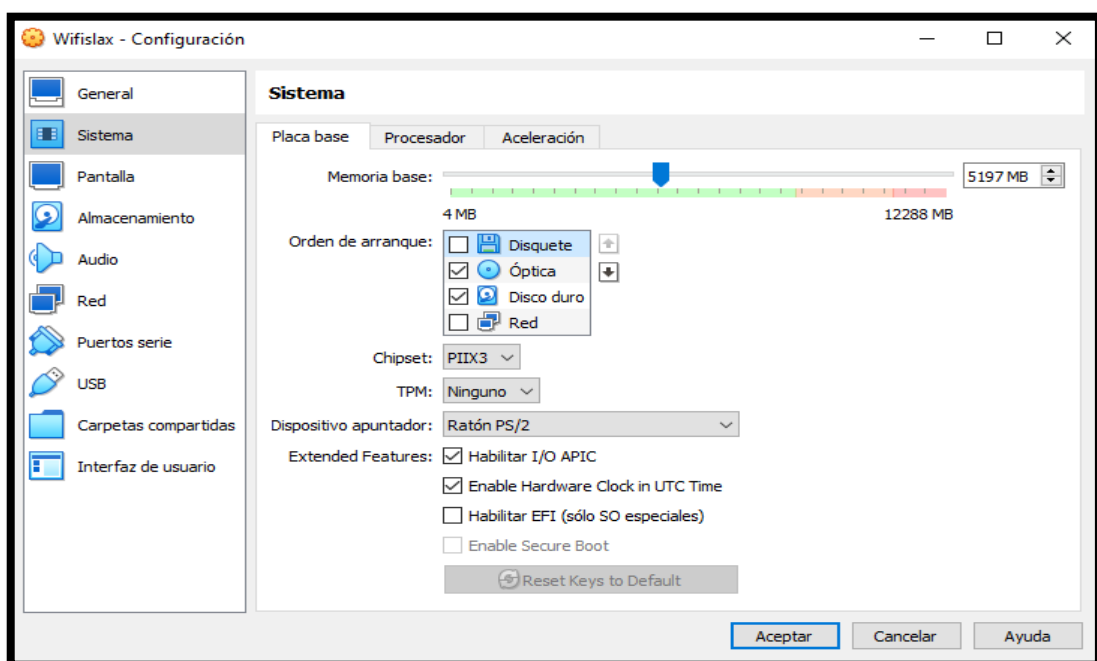 Wifislax - Configuración
General
Sistema
Pantalla
Almacenamiento
Audio
Red
Puertos serie
USB
Carpetas compartidas
Interfaz de usuario
Sistema
Placa base Procesador Aceleración
Memoria base: 5197 MB
4 MB 12288 MB
Orden de arranque: Disquete
Óptica
Disco duro
Red
Chipset: PIIX3
TPM: Ninguno
Dispositivo apuntador: Ratón PS/2
Extended Features: Habilitar I/O APIC
Enable Hardware Clock in UTC Time
Habilitar EFI (sólo SO especiales)
Enable Secure Boot
Reset Keys to Default
Aceptar Cancelar Ayuda